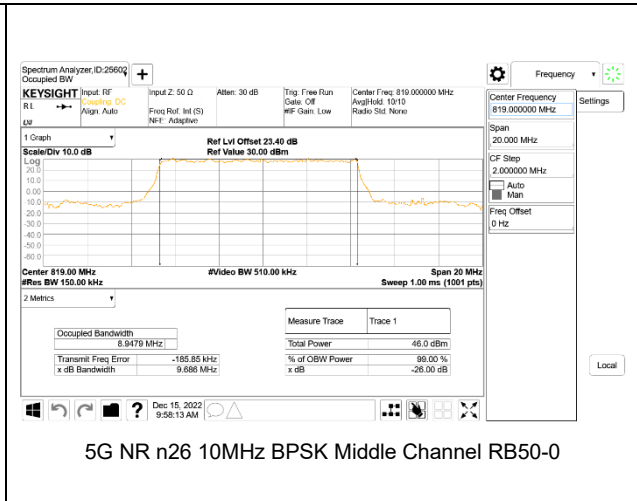 Spectrum Analyzer,ID:25602
Occupied BW
KEYSIGHT Input: RF Input Z: 50 Ω Atten: 30 dB Trig: Free Run Center Freq: 819.000000 MHz
RL Coupling: DC Gate: Off Avg|Hold: 10/10
Align: Auto Freq Ref: Int (S) #IF Gain: Low Radio Std: None
NFE: Adaptive
1 Graph
Scale/Div 10.0 dB
Ref Lvl Offset 23.40 dB
Ref Value 30.00 dBm
Log
20.0
10.0
0.00
-10.0
-20.0
-30.0
-40.0
-50.0
-60.0
Center 819.00 MHz #Video BW 510.00 kHz Span 20 MHz
#Res BW 150.00 kHz Sweep 1.00 ms (1001 pts)
2 Metrics
Measure Trace Trace 1
Occupied Bandwidth
8.9479 MHz Total Power 46.0 dBm
Transmit Freq Error -185.85 kHz % of OBW Power 99.00 %
x dB Bandwidth 9.686 MHz x dB -26.00 dB
Dec 15, 2022
9:58:13 AM
Frequency
Center Frequency
819.000000 MHz
Settings
Span
20.000 MHz
CF Step
2.000000 MHz
Auto
Man
Freq Offset
0 Hz
Local
5G NR n26 10MHz BPSK Middle Channel RB50-0